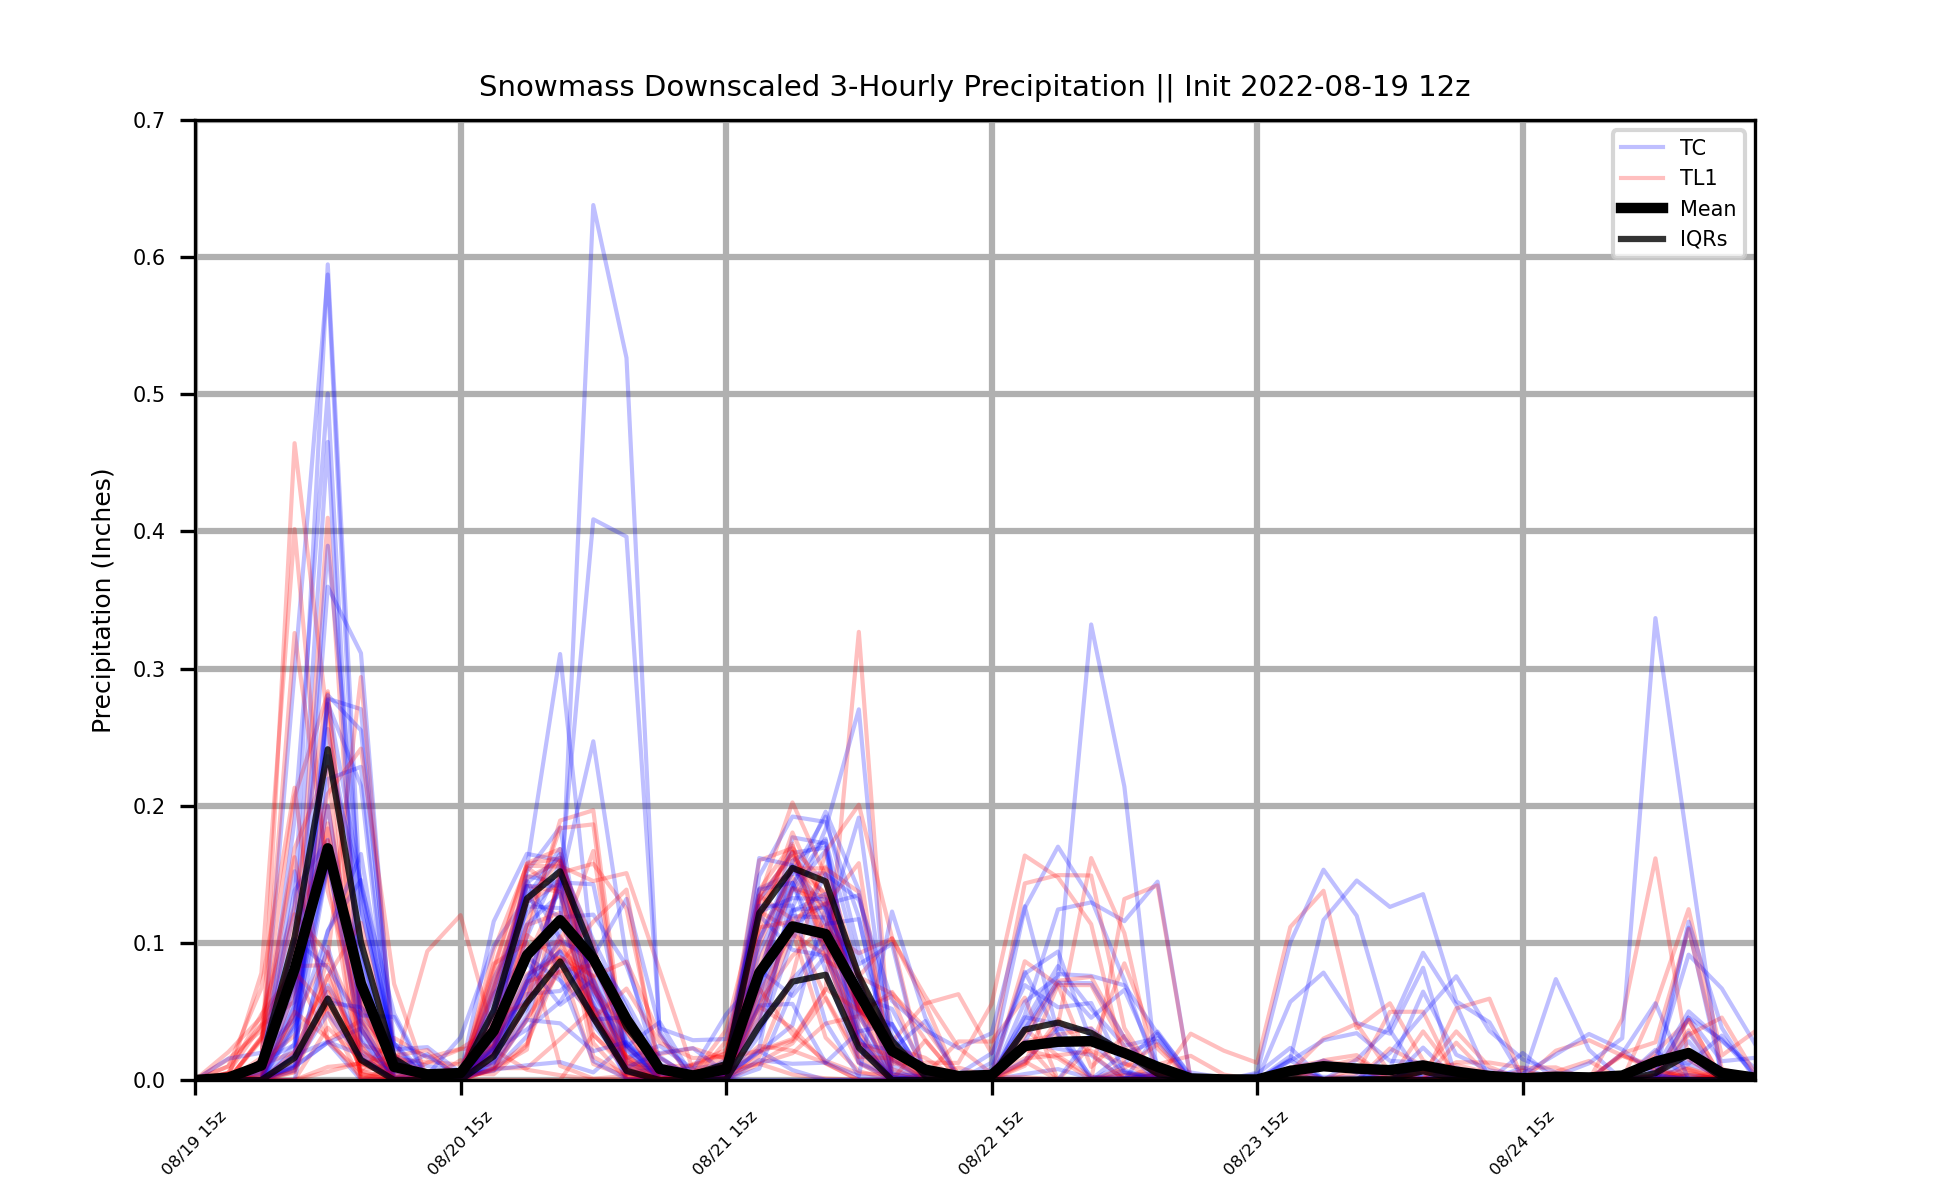 Snowmass Downscaled 3-Hourly Precipitation || Init 2022-08-19 12z
0.7
0.6
0.5
0.4
0.3
0.2
0.1
0.0
Precipitation (Inches)
TC
TL1
Mean
IQRs
08/19 15z
08/20 15z
08/21 15z
08/22 15z
08/23 15z
08/24 15z